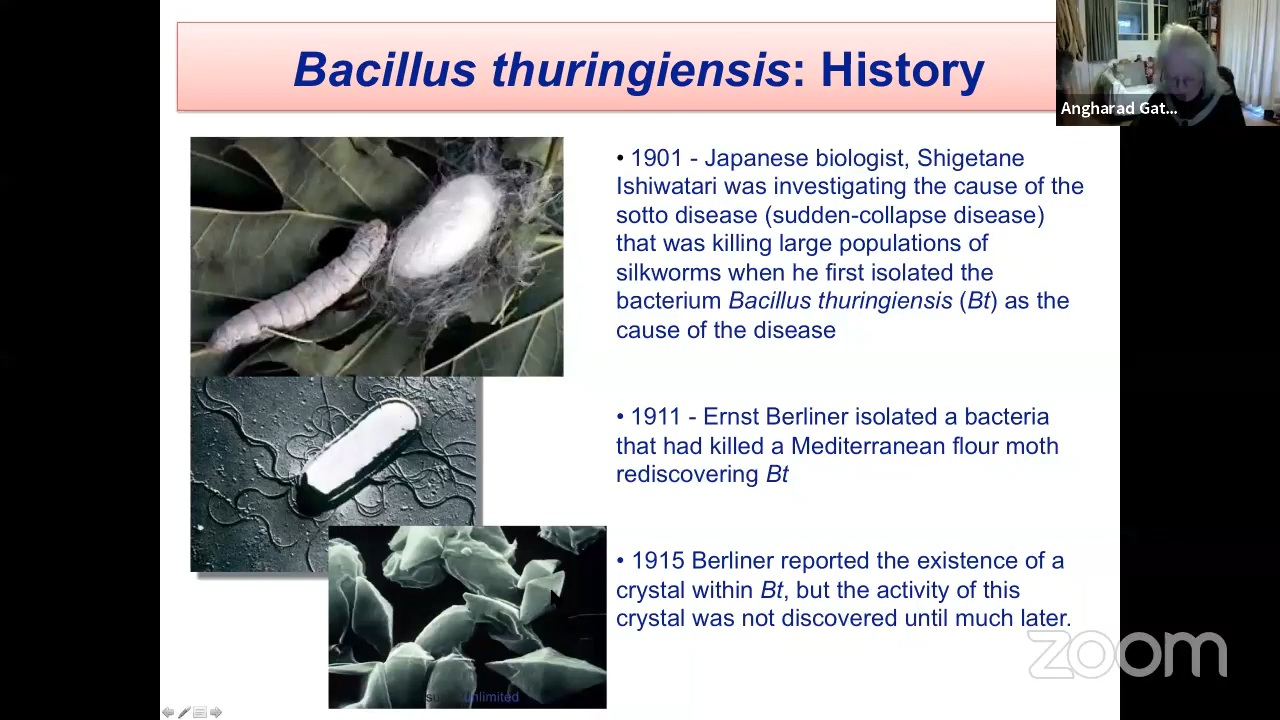 Bacillus thuringiensis: History
Angharad Gat...
• 1901 - Japanese biologist, Shigetane
Ishiwatari was investigating the cause of the
sotto disease (sudden-collapse disease)
that was killing large populations of
silkworms when he first isolated the
bacterium Bacillus thuringiensis (Bt) as the
cause of the disease
• 1911 - Ernst Berliner isolated a bacteria
that had killed a Mediterranean flour moth
rediscovering Bt
• 1915 Berliner reported the existence of a
crystal within Bt, but the activity of this
crystal was not discovered until much later.
zoom
unlimited